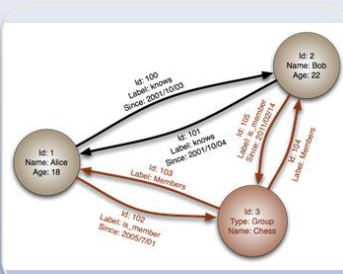 Id: 100
Label: knows
Since: 2001/10/03
Id: 2
Name: Bob
Age: 22
Id: 101
Label: knows
Since: 2001/10/04
Id: 105
Label: is_member
Since: 2011/02/14
Id: 104
Label: Members
Id: 1
Name: Alice
Age: 18
Id: 103
Label: Members
Id: 102
Label: is_member
Since: 2005/7/01
Id: 3
Type: Group
Name: Chess